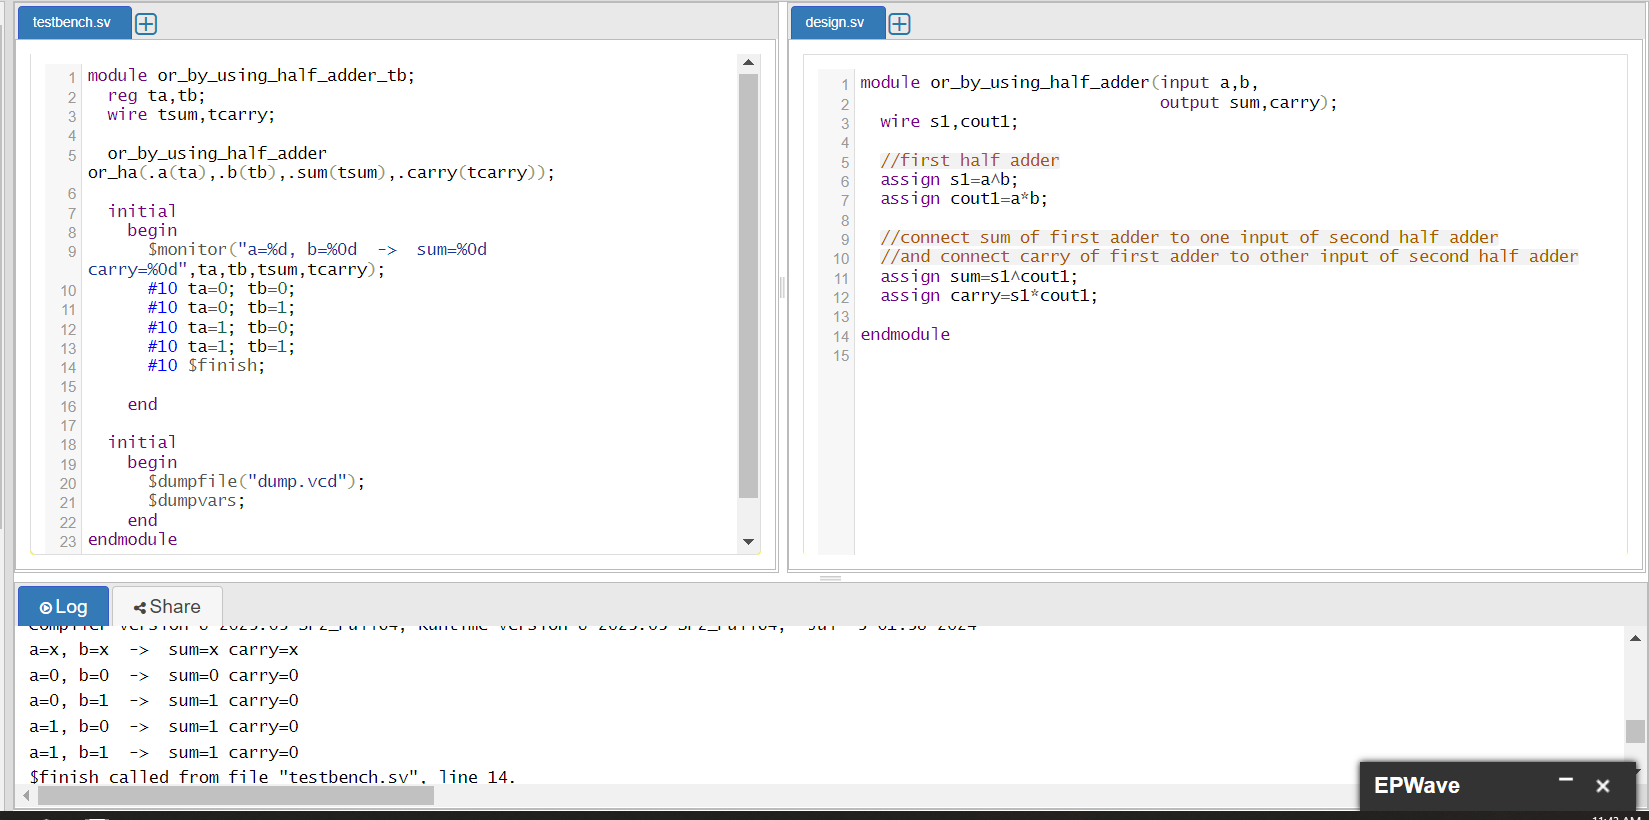 testbench.sv
1 module or_by_using_half_adder_tb;
2 reg ta,tb;
3 wire tsum,tcarry;
4
5 or_by_using_half_adder
or_ha(.a(ta),.b(tb),.sum(tsum),.carry(tcarry));
6
7 initial
8 begin
9 $monitor("a=%d, b=%0d -> sum=%0d
carry=%0d",ta,tb,tsum,tcarry);
10 #10 ta=0; tb=0;
11 #10 ta=0; tb=1;
12 #10 ta=1; tb=0;
13 #10 ta=1; tb=1;
14 #10 $finish;
15
16 end
17
18 initial
19 begin
20 $dumpfile("dump.vcd");
21 $dumpvars;
22 end
23 endmodule
design.sv
1 module or_by_using_half_adder(input a,b,
2 output sum,carry);
3 wire s1,cout1;
4
5 //first half adder
6 assign s1=a^b;
7 assign cout1=a*b;
8
9 //connect sum of first adder to one input of second half adder
10 //and connect carry of first adder to other input of second half adder
11 assign sum=s1^cout1;
12 assign carry=s1*cout1;
13
14 endmodule
15
Log
Share
a=x, b=x -> sum=x carry=x
a=0, b=0 -> sum=0 carry=0
a=0, b=1 -> sum=1 carry=0
a=1, b=0 -> sum=1 carry=0
a=1, b=1 -> sum=1 carry=0
$finish called from file "testbench.sv", line 14.
EPWave